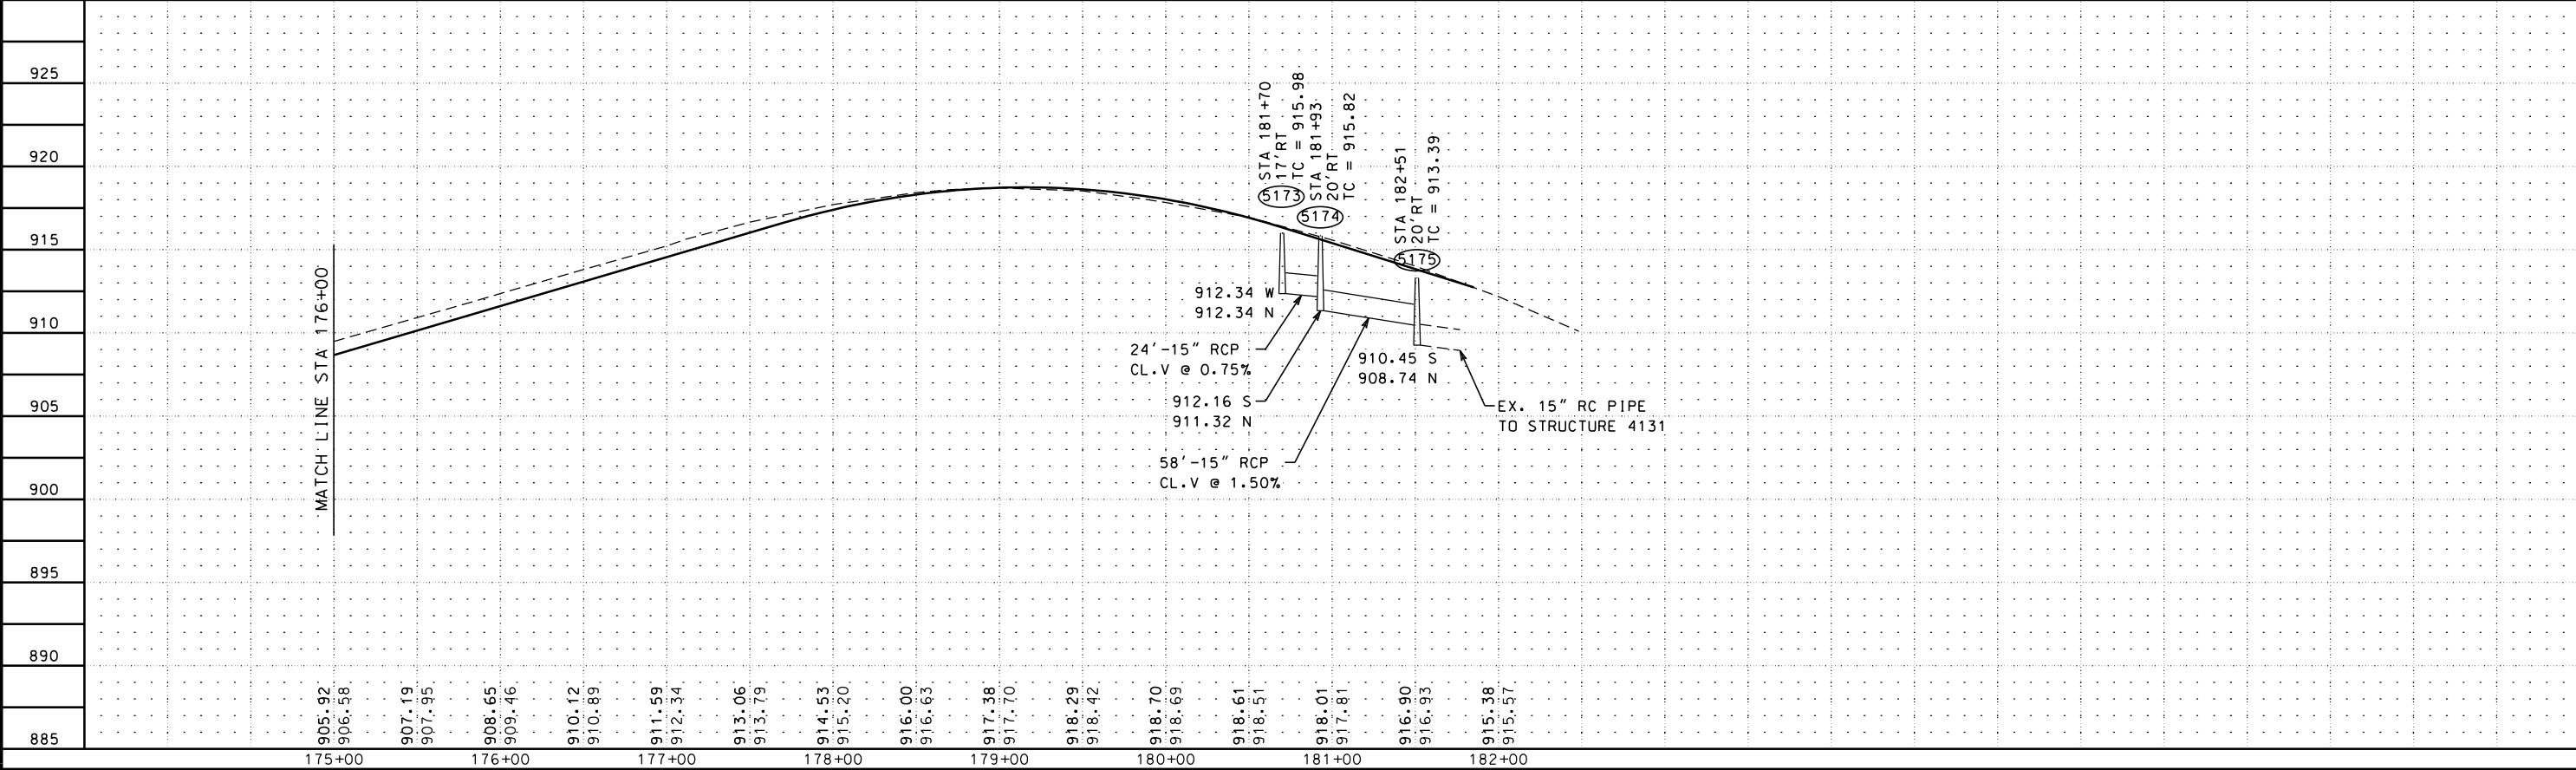 925
920
915
910
905
900
895
890
885
MATCH LINE STA 176+00
STA 181+70
17'RT
TC = 915.98
5173
STA 181+93
20'RT
TC = 915.82
5174
STA 182+51
20'RT
TC = 913.39
5175
912.34 W
912.34 N
24'-15" RCP
CL.V @ 0.75%
912.16 S
911.32 N
58'-15" RCP
CL.V @ 1.50%
910.45 S
908.74 N
EX. 15" RC PIPE
TO STRUCTURE 4131
905.92
906.58
907.19
907.95
908.65
909.46
910.12
910.89
911.59
912.34
913.06
913.79
914.53
915.20
916.00
916.63
917.38
917.70
918.29
918.42
918.70
918.69
918.61
918.51
918.01
917.81
916.90
916.93
915.38
915.57
175+00
176+00
177+00
178+00
179+00
180+00
181+00
182+00